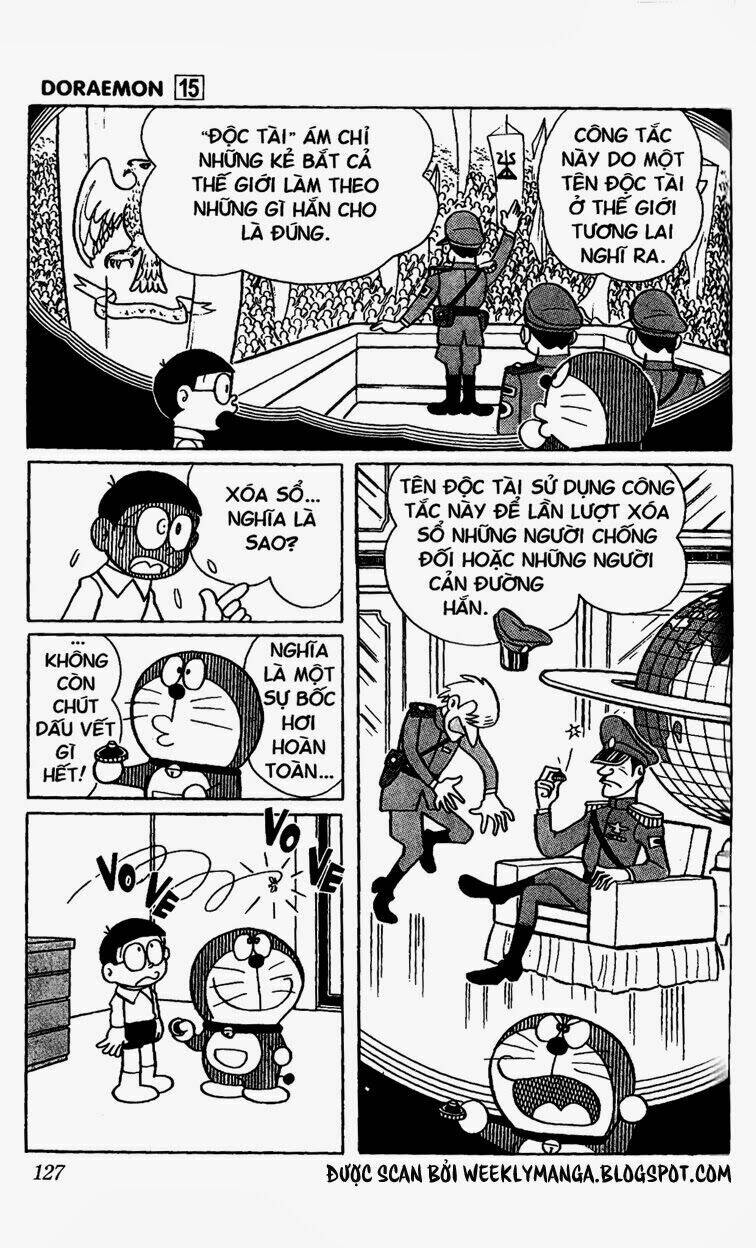 DORAEMON 15
"ĐỘC TÀI" ÁM CHỈ
NHỮNG KẺ BẮT CẢ
THẾ GIỚI LÀM THEO
NHỮNG GÌ HẮN CHO
LÀ ĐÚNG.
CÔNG TẮC
NÀY DO MỘT
TÊN ĐỘC TÀI
Ở THẾ GIỚI
TƯƠNG LAI
NGHĨ RA.
XÓA SỔ...
NGHĨA LÀ
SAO?
TÊN ĐỘC TÀI SỬ DỤNG CÔNG
TẮC NÀY ĐỂ LẦN LƯỢT XÓA
SỔ NHỮNG NGƯỜI CHỐNG
ĐỐI HOẶC NHỮNG NGƯỜI
CẢN ĐƯỜNG
HẮN.
NGHĨA
LÀ MỘT
SỰ BỐC
HƠI
HOÀN
TOÀN...
...
KHÔNG
CÒN
CHÚT
DẤU VẾT
GÌ
HẾT!
VO VE
VO VE
127
ĐƯỢC SCAN BỞI WEEKLYMANGA.BLOGSPOT.COM